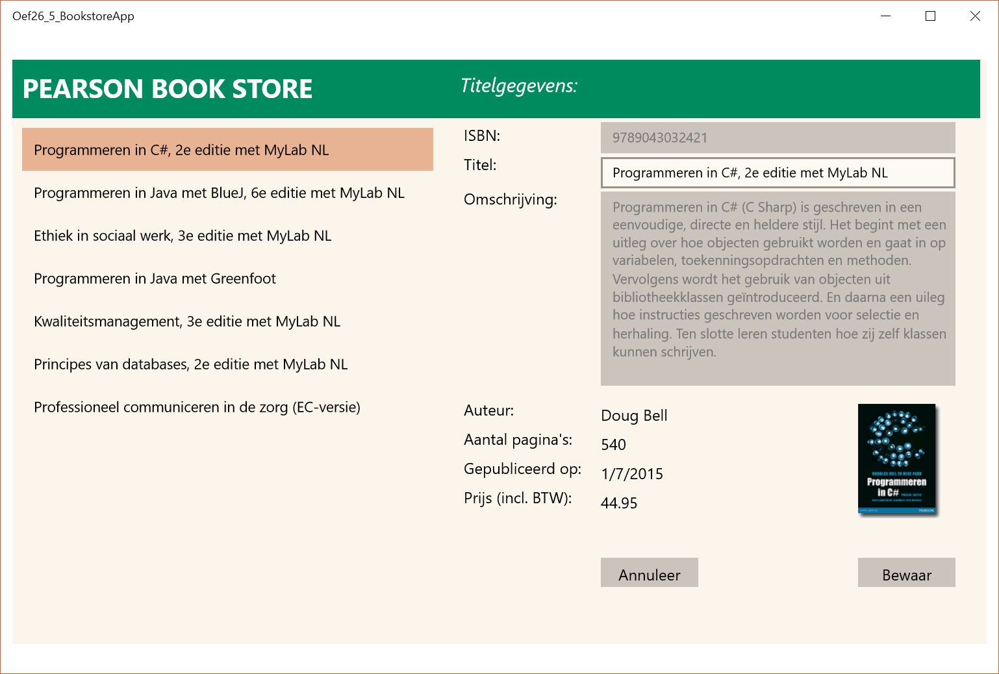 Oef26_5_BookstoreApp
PEARSON BOOK STORE
Titelgegevens:
Programmeren in C#, 2e editie met MyLab NL
Programmeren in Java met BlueJ, 6e editie met MyLab NL
Ethiek in sociaal werk, 3e editie met MyLab NL
Programmeren in Java met Greenfoot
Kwaliteitsmanagement, 3e editie met MyLab NL
Principes van databases, 2e editie met MyLab NL
Professioneel communiceren in de zorg (EC-versie)
ISBN: 9789043032421
Titel: Programmeren in C#, 2e editie met MyLab NL
Omschrijving:
Programmeren in C# (C Sharp) is geschreven in een
eenvoudige, directe en heldere stijl. Het begint met een
uitleg over hoe objecten gebruikt worden en gaat in op
variabelen, toekenningsopdrachten en methoden.
Vervolgens wordt het gebruik van objecten uit
bibliotheekklassen geïntroduceerd. En daarna een uileg
hoe instructies geschreven worden voor selectie en
herhaling. Ten slotte leren studenten hoe zij zelf klassen
kunnen schrijven.
Auteur: Doug Bell
Aantal pagina's: 540
Gepubliceerd op: 1/7/2015
Prijs (incl. BTW): 44.95
DOUGLAS BELL EN MIKE PARR
Programmeren
in C# TWEEDE EDITIE
PEARSON
Annuleer
Bewaar